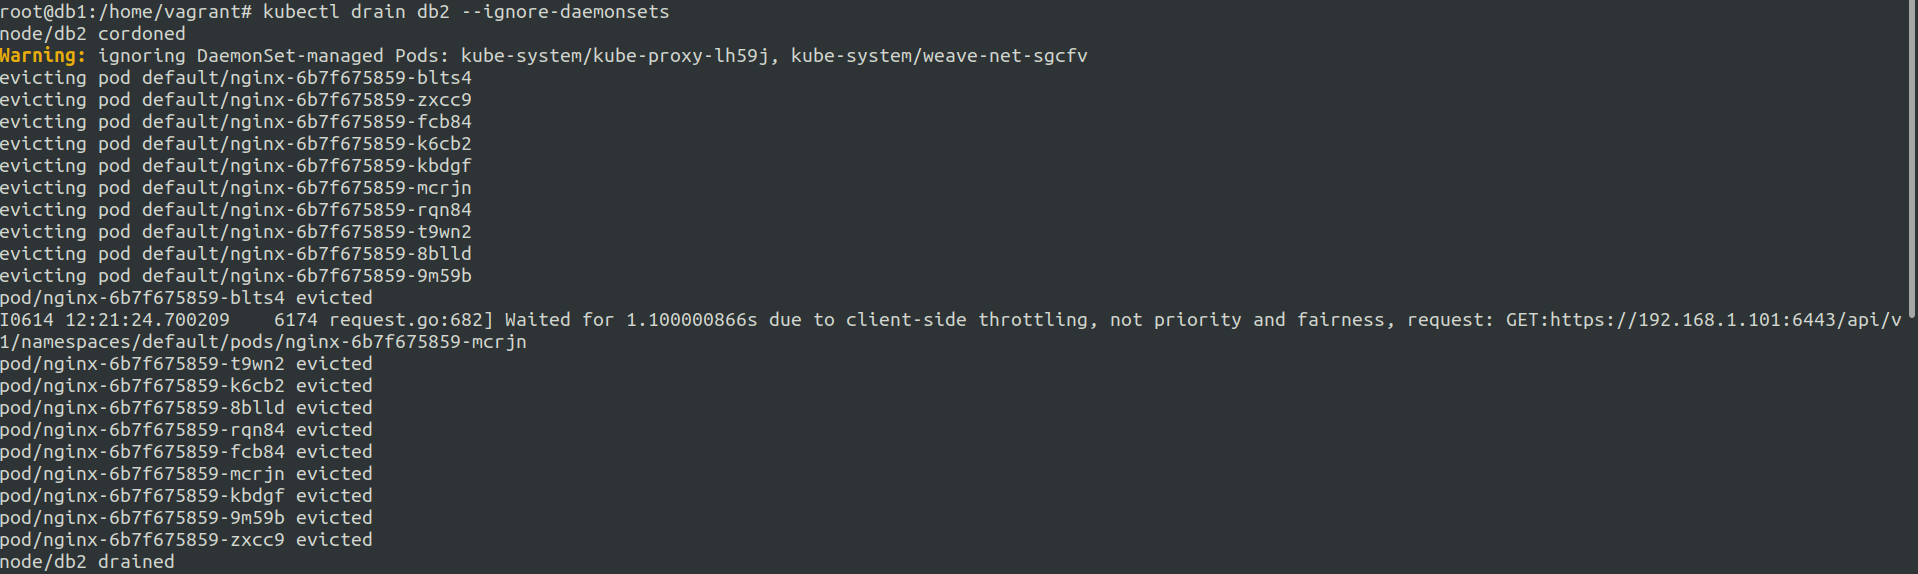 root@db1:/home/vagrant# kubectl drain db2 --ignore-daemonsets
node/db2 cordoned
Warning: ignoring DaemonSet-managed Pods: kube-system/kube-proxy-lh59j, kube-system/weave-net-sgcfv
evicting pod default/nginx-6b7f675859-blts4
evicting pod default/nginx-6b7f675859-zxcc9
evicting pod default/nginx-6b7f675859-fcb84
evicting pod default/nginx-6b7f675859-k6cb2
evicting pod default/nginx-6b7f675859-kbdgf
evicting pod default/nginx-6b7f675859-mcrjn
evicting pod default/nginx-6b7f675859-rqn84
evicting pod default/nginx-6b7f675859-t9wn2
evicting pod default/nginx-6b7f675859-8blld
evicting pod default/nginx-6b7f675859-9m59b
pod/nginx-6b7f675859-blts4 evicted
I0614 12:21:24.700209    6174 request.go:682] Waited for 1.100000866s due to client-side throttling, not priority and fairness, request: GET:https://192.168.1.101:6443/api/v
1/namespaces/default/pods/nginx-6b7f675859-mcrjn
pod/nginx-6b7f675859-t9wn2 evicted
pod/nginx-6b7f675859-k6cb2 evicted
pod/nginx-6b7f675859-8blld evicted
pod/nginx-6b7f675859-rqn84 evicted
pod/nginx-6b7f675859-fcb84 evicted
pod/nginx-6b7f675859-mcrjn evicted
pod/nginx-6b7f675859-kbdgf evicted
pod/nginx-6b7f675859-9m59b evicted
pod/nginx-6b7f675859-zxcc9 evicted
node/db2 drained